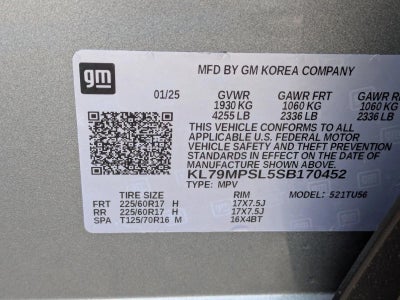 gm
MFD BY GM KOREA COMPANY
01/25 GVWR GAWR FRT GAWR
1930 KG 1060 KG 1060 KG
4255 LB 2336 LB 2336 LB
THIS VEHICLE CONFORMS TO ALL
APPLICABLE U.S. FEDERAL MOTOR
VEHICLE SAFETY AND THEFT PREVENTION
STANDARDS IN EFFECT ON THE DATE OF
MANUFACTURE SHOWN ABOVE.
KL79MPSL5SB170452
TYPE: MPV MODEL: 521TU56
TIRE SIZE RIM
FRT 225/60R17 H 17X7.5J
RR 225/60R17 H 17X7.5J
SPA T125/70R16 M 16X4BT